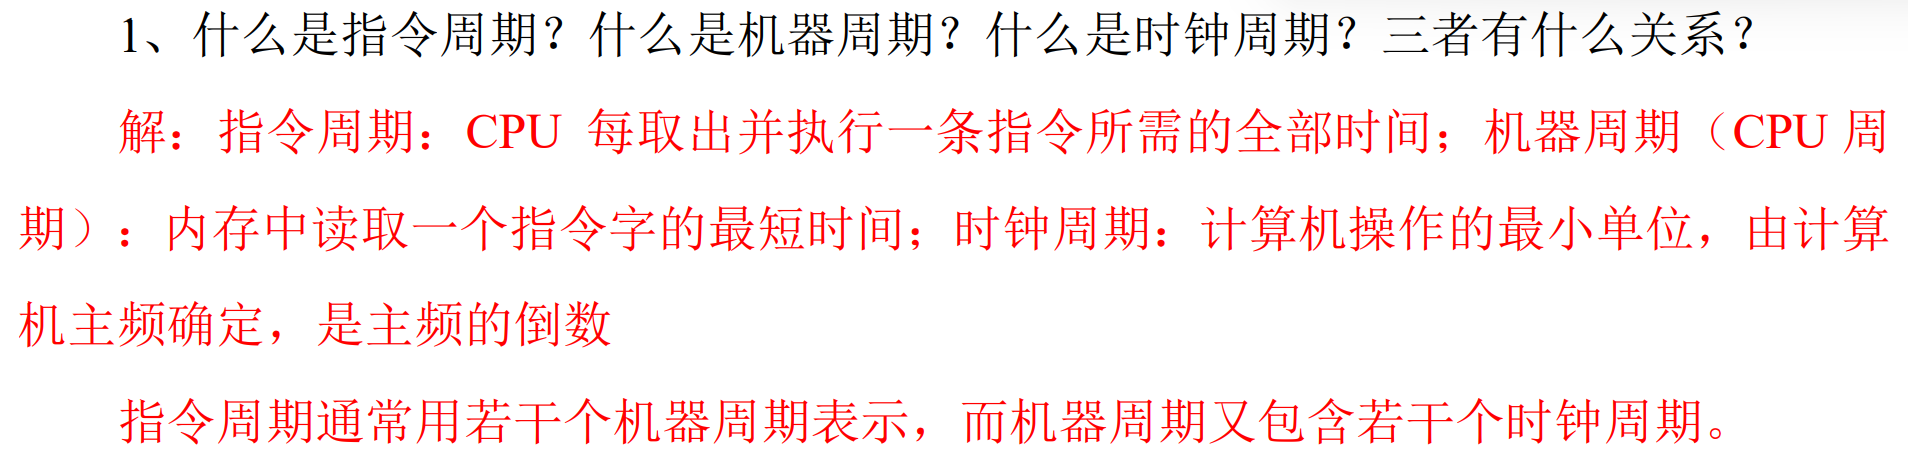 1、什么是指令周期？什么是机器周期？什么是时钟周期？三者有什么关系？
解：指令周期：CPU 每取出并执行一条指令所需的全部时间；机器周期（CPU 周
期）：内存中读取一个指令字的最短时间；时钟周期：计算机操作的最小单位，由计算
机主频确定，是主频的倒数
指令周期通常用若干个机器周期表示，而机器周期又包含若干个时钟周期。